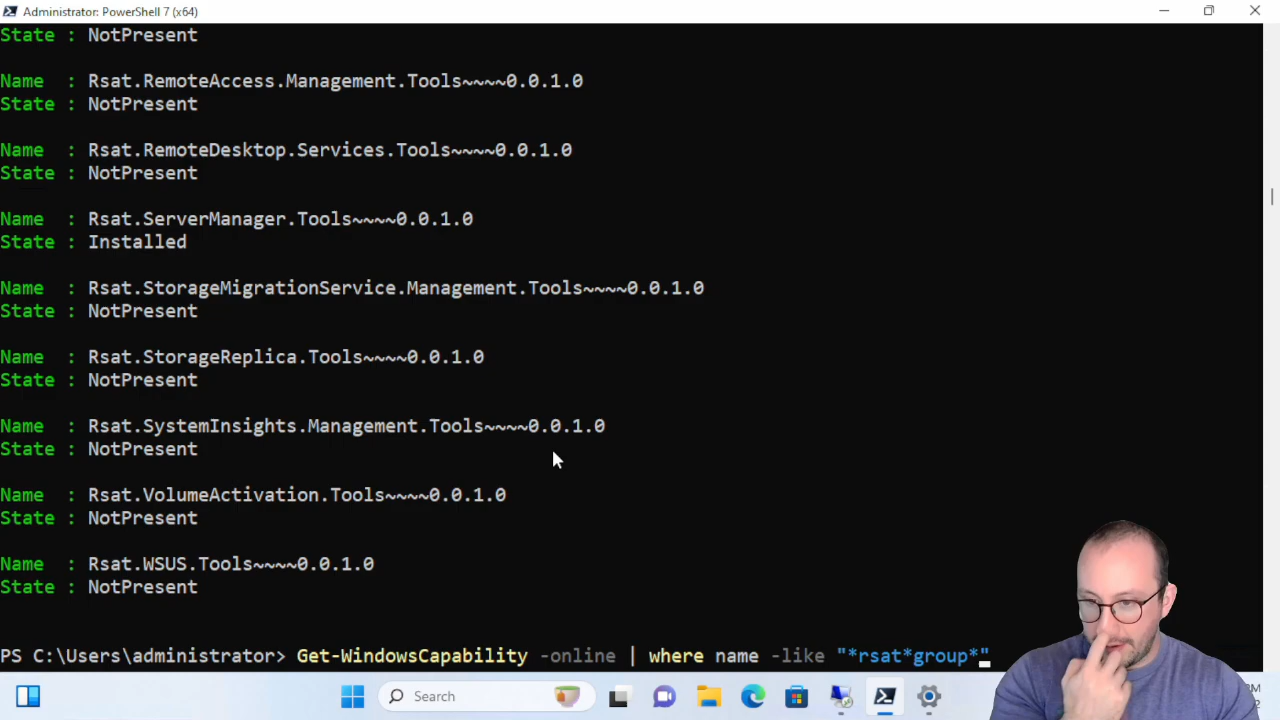 Administrator: PowerShell 7 (x64)
State : NotPresent
Name : Rsat.RemoteAccess.Management.Tools~~~~0.0.1.0
State : NotPresent
Name : Rsat.RemoteDesktop.Services.Tools~~~~0.0.1.0
State : NotPresent
Name : Rsat.ServerManager.Tools~~~~0.0.1.0
State : Installed
Name : Rsat.StorageMigrationService.Management.Tools~~~~0.0.1.0
State : NotPresent
Name : Rsat.StorageReplica.Tools~~~~0.0.1.0
State : NotPresent
Name : Rsat.SystemInsights.Management.Tools~~~~0.0.1.0
State : NotPresent
Name : Rsat.VolumeActivation.Tools~~~~0.0.1.0
State : NotPresent
Name : Rsat.WSUS.Tools~~~~0.0.1.0
State : NotPresent
PS C:\Users\administrator> Get-WindowsCapability -online | where name -like "*rsat*group*"
Search